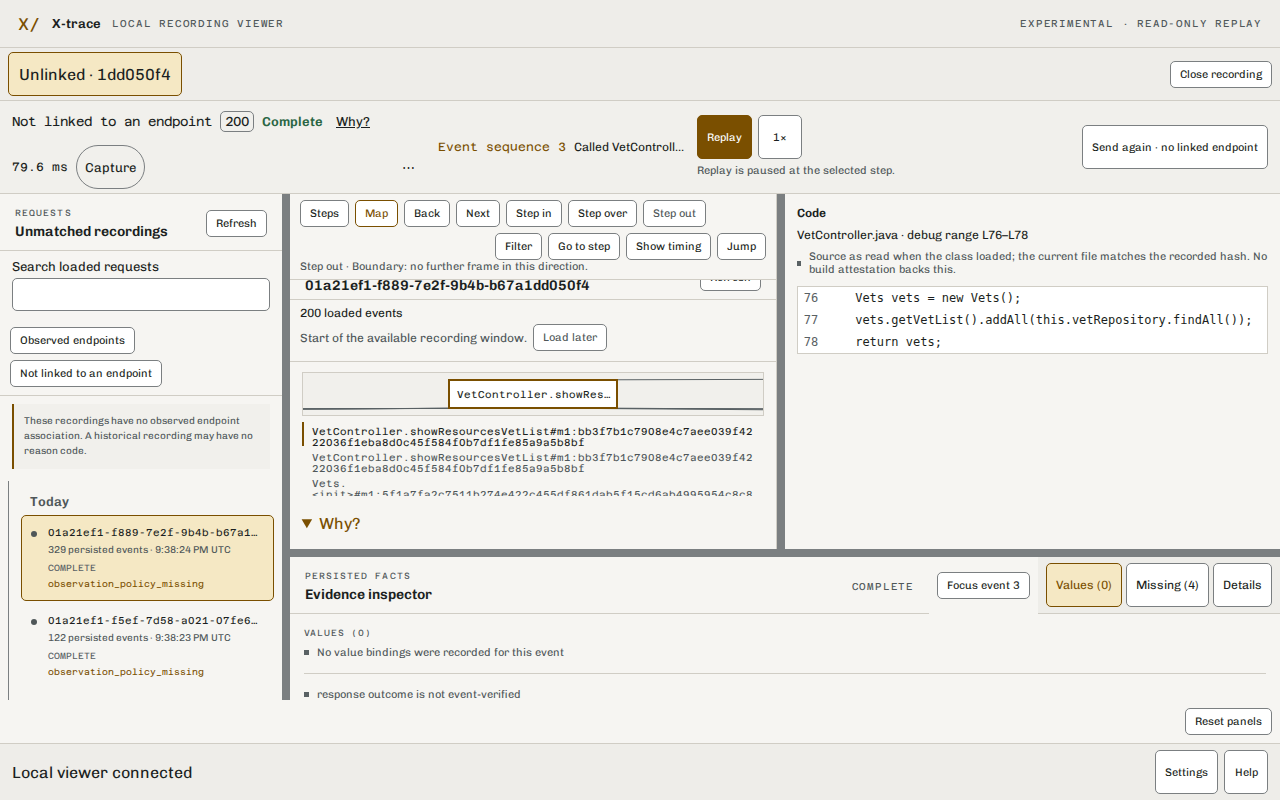 X/ X-trace LOCAL RECORDING VIEWER
EXPERIMENTAL · READ-ONLY REPLAY
Unlinked · 1dd050f4
Close recording
Not linked to an endpoint 200 Complete Why?
79.6 ms Capture
...
Event sequence 3 Called VetControll...
Replay 1×
Replay is paused at the selected step.
Send again · no linked endpoint
REQUESTS
Unmatched recordings
Refresh
Search loaded requests
Observed endpoints
Not linked to an endpoint
These recordings have no observed endpoint
association. A historical recording may have no
reason code.
Today
01a21ef1-f889-7e2f-9b4b-b67a1…
329 persisted events · 9:38:24 PM UTC
COMPLETE
observation_policy_missing
01a21ef1-f5ef-7d58-a021-07fe6…
122 persisted events · 9:38:23 PM UTC
COMPLETE
observation_policy_missing
Steps Map Back Next Step in Step over Step out
Filter Go to step Show timing Jump
Step out · Boundary: no further frame in this direction.
01a21ef1-f889-7e2f-9b4b-b67a1dd050f4
200 loaded events
Start of the available recording window. Load later
VetController.showRes…
VetController.showResourcesVetList#m1:bb3f7b1c7908e4c7aee039f42
22036f1eba8d0c45f584f0b7df1fe85a9a5b8bf
VetController.showResourcesVetList#m1:bb3f7b1c7908e4c7aee039f42
22036f1eba8d0c45f584f0b7df1fe85a9a5b8bf
Vets.
<init>#m1:5f1a7fa2c7511b274e422c455df861dab5f15cd6ab4995954c8c8
▼ Why?
Code
VetController.java · debug range L76–L78
Source as read when the class loaded; the current file matches the recorded hash. No
build attestation backs this.
76 Vets vets = new Vets();
77 vets.getVetList().addAll(this.vetRepository.findAll());
78 return vets;
PERSISTED FACTS
Evidence inspector
COMPLETE
Focus event 3
Values (0) Missing (4) Details
VALUES (0)
No value bindings were recorded for this event
response outcome is not event-verified
Reset panels
Local viewer connected
Settings Help